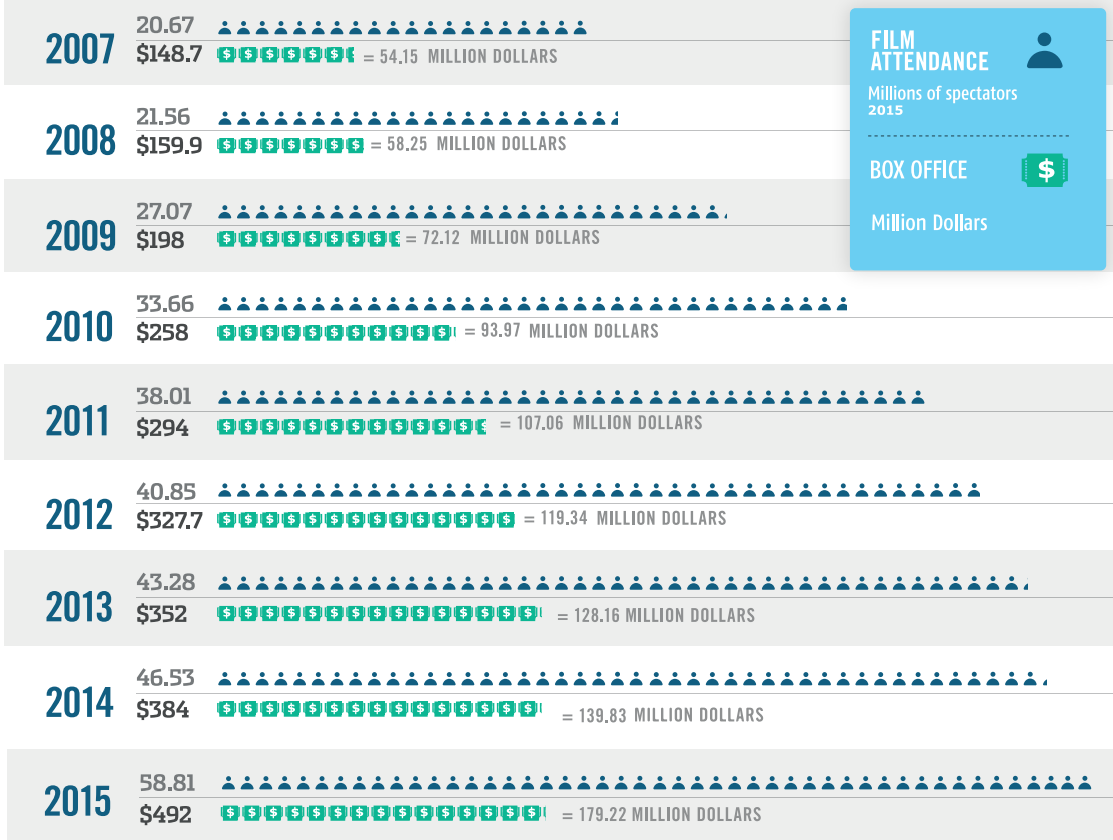 2007
20.67
$148.7
= 54.15 MILLION DOLLARS
FILM
ATTENDANCE
Millions of spectators
2015
BOX OFFICE
$
Million Dollars
2008
21.56
$159.9
= 58.25 MILLION DOLLARS
2009
27.07
$198
= 72.12 MILLION DOLLARS
2010
33.66
$258
= 93.97 MILLION DOLLARS
2011
38.01
$294
= 107.06 MILLION DOLLARS
2012
40.85
$327.7
= 119.34 MILLION DOLLARS
2013
43.28
$352
= 128.16 MILLION DOLLARS
2014
46.53
$384
= 139.83 MILLION DOLLARS
2015
58.81
$492
= 179.22 MILLION DOLLARS